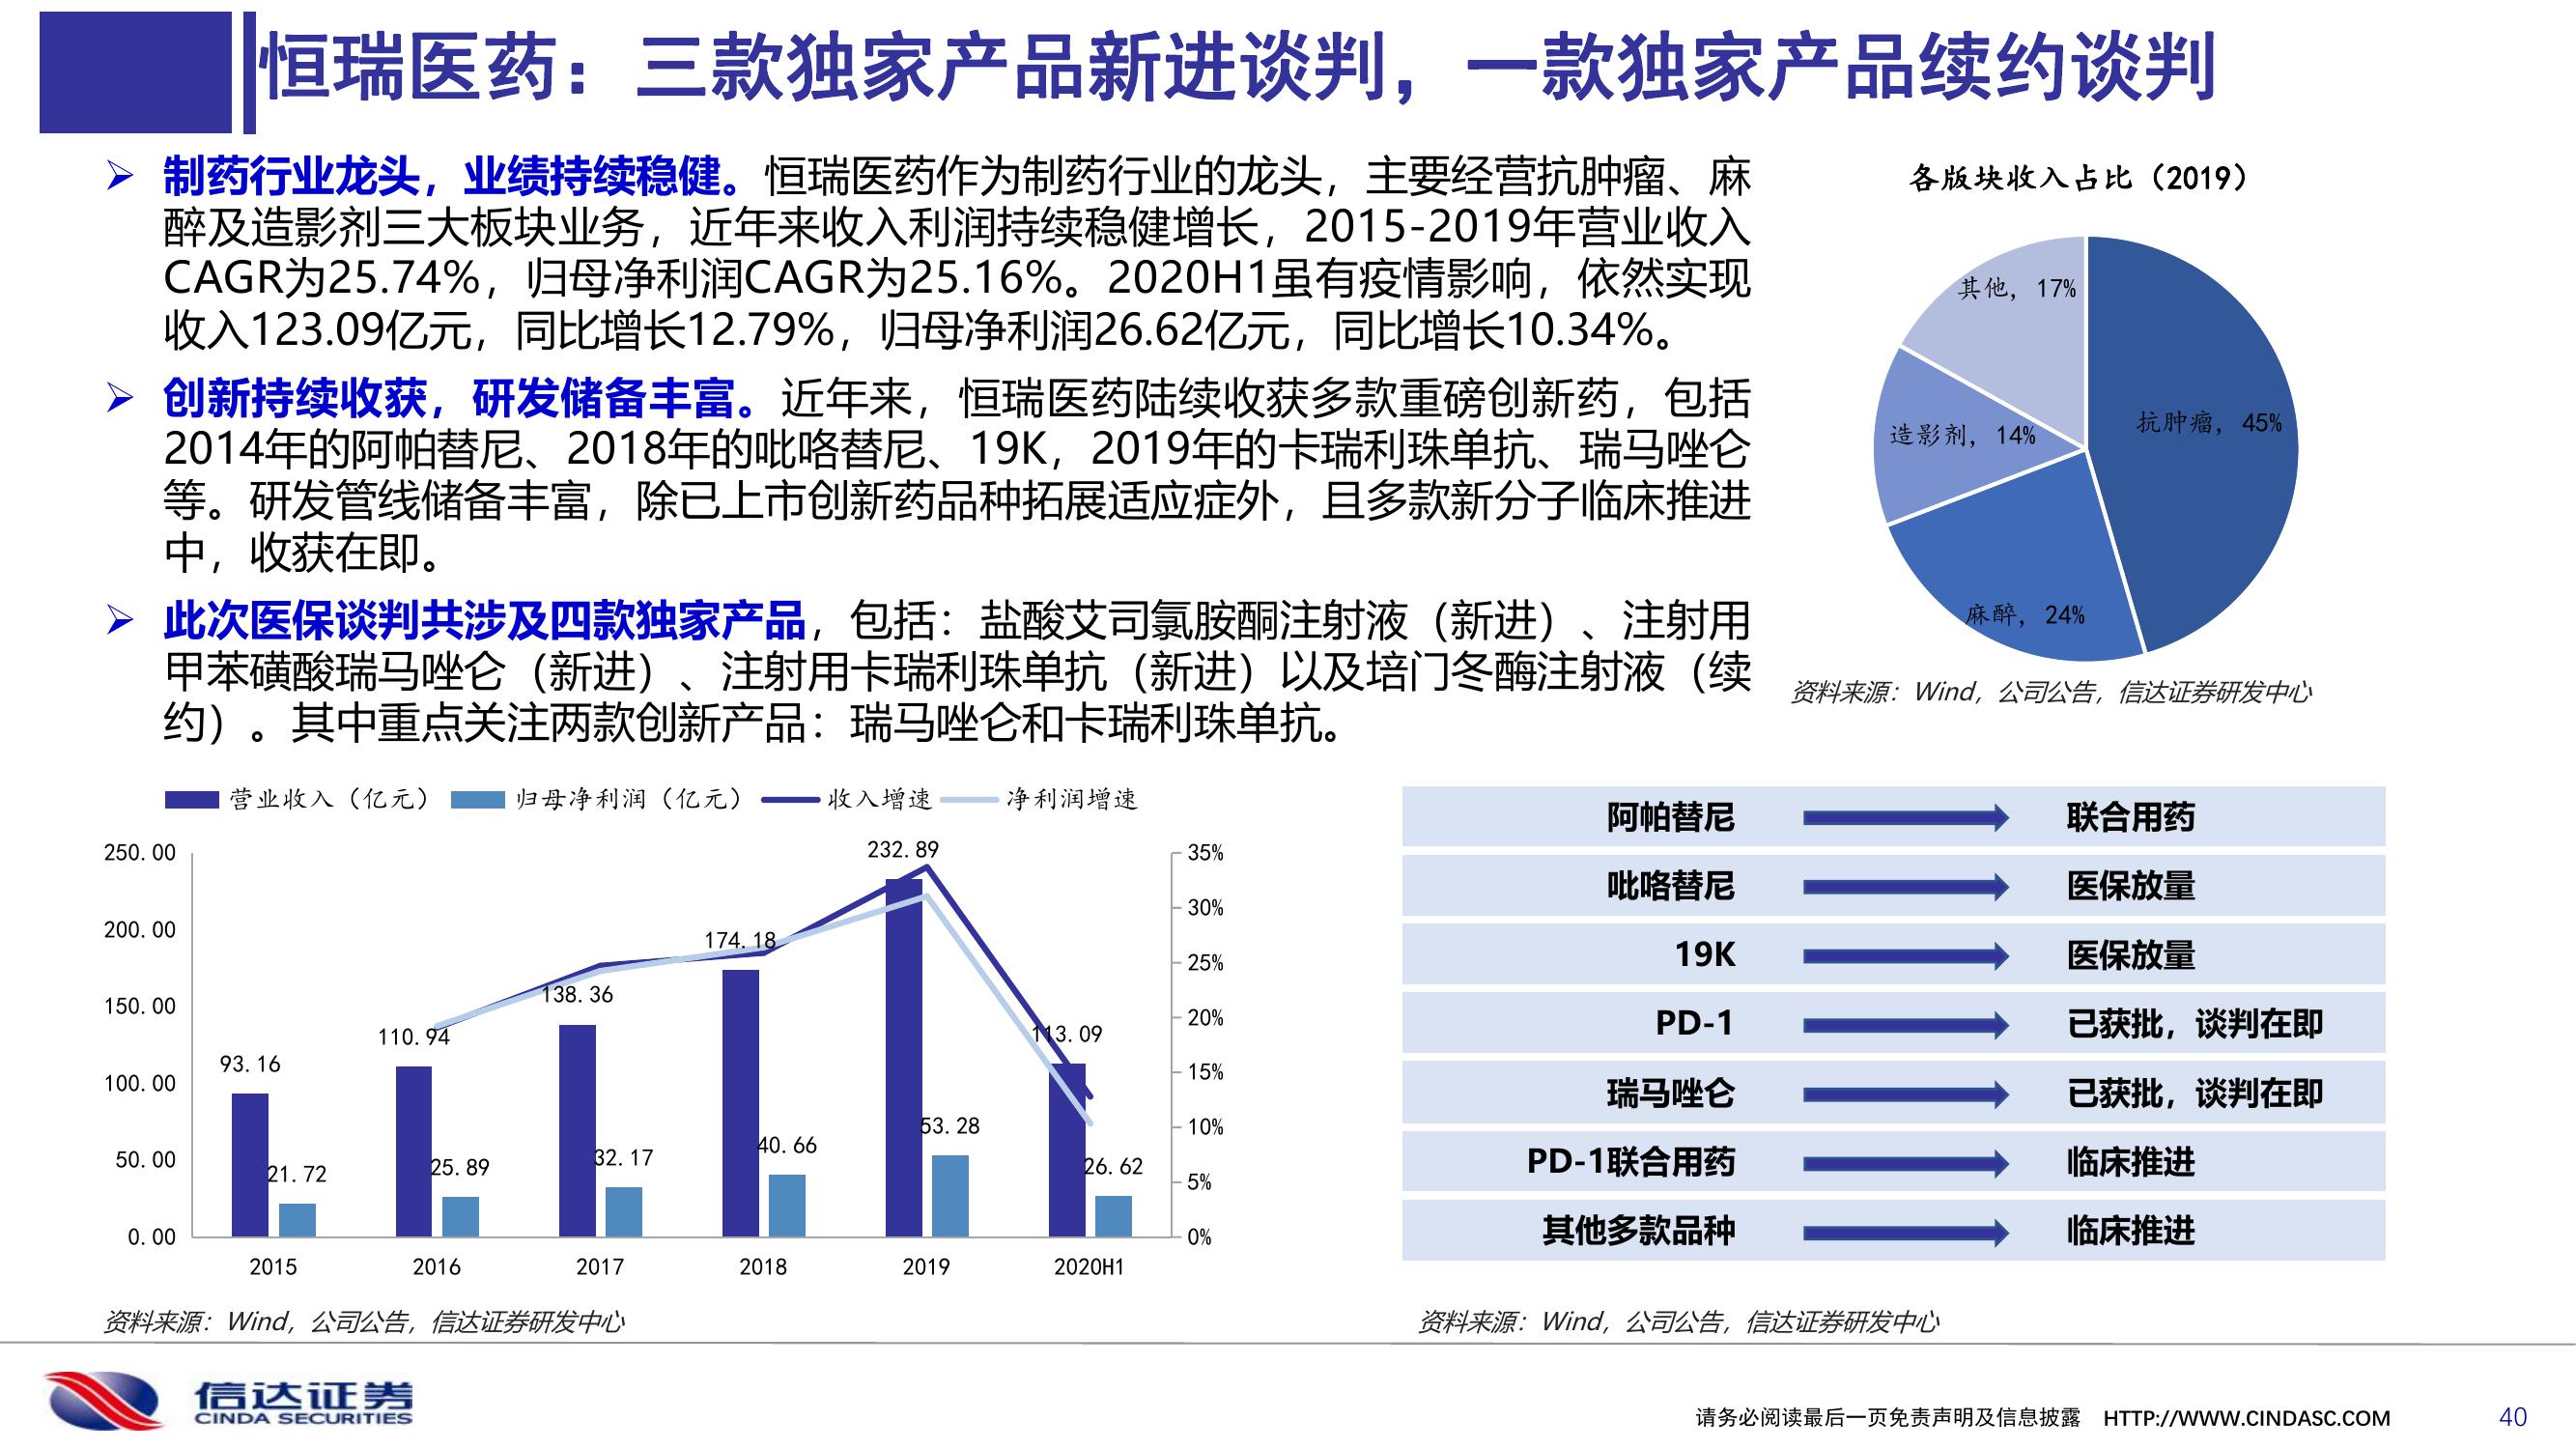 恒瑞医药：三款独家产品新进谈判，一款独家产品续约谈判
➢ 制药行业龙头，业绩持续稳健。恒瑞医药作为制药行业的龙头，主要经营抗肿瘤、麻
醉及造影剂三大板块业务，近年来收入利润持续稳健增长，2015-2019年营业收入
CAGR为25.74%，归母净利润CAGR为25.16%。2020H1虽有疫情影响，依然实现
收入123.09亿元，同比增长12.79%，归母净利润26.62亿元，同比增长10.34%。
➢ 创新持续收获，研发储备丰富。近年来，恒瑞医药陆续收获多款重磅创新药，包括
2014年的阿帕替尼、2018年的吡咯替尼、19K，2019年的卡瑞利珠单抗、瑞马唑仑
等。研发管线储备丰富，除已上市创新药品种拓展适应症外，且多款新分子临床推进
中，收获在即。
➢ 此次医保谈判共涉及四款独家产品，包括：盐酸艾司氯胺酮注射液（新进）、注射用
甲苯磺酸瑞马唑仑（新进）、注射用卡瑞利珠单抗（新进）以及培门冬酶注射液（续
约）。其中重点关注两款创新产品：瑞马唑仑和卡瑞利珠单抗。
各版块收入占比（2019）
其他, 17%
抗肿瘤, 45%
造影剂, 14%
麻醉, 24%
资料来源：Wind，公司公告，信达证券研发中心
营业收入（亿元） 归母净利润（亿元） 收入增速 净利润增速
250.00
200.00
150.00
100.00
50.00
0.00
93.16
21.72
110.94
25.89
138.36
32.17
174.18
40.66
232.89
53.28
113.09
26.62
35%
30%
25%
20%
15%
10%
5%
0%
2015 2016 2017 2018 2019 2020H1
资料来源：Wind，公司公告，信达证券研发中心
阿帕替尼 联合用药
吡咯替尼 医保放量
19K 医保放量
PD-1 已获批，谈判在即
瑞马唑仑 已获批，谈判在即
PD-1联合用药 临床推进
其他多款品种 临床推进
资料来源：Wind，公司公告，信达证券研发中心
信达证券
CINDA SECURITIES
请务必阅读最后一页免责声明及信息披露 HTTP://WWW.CINDASC.COM 40